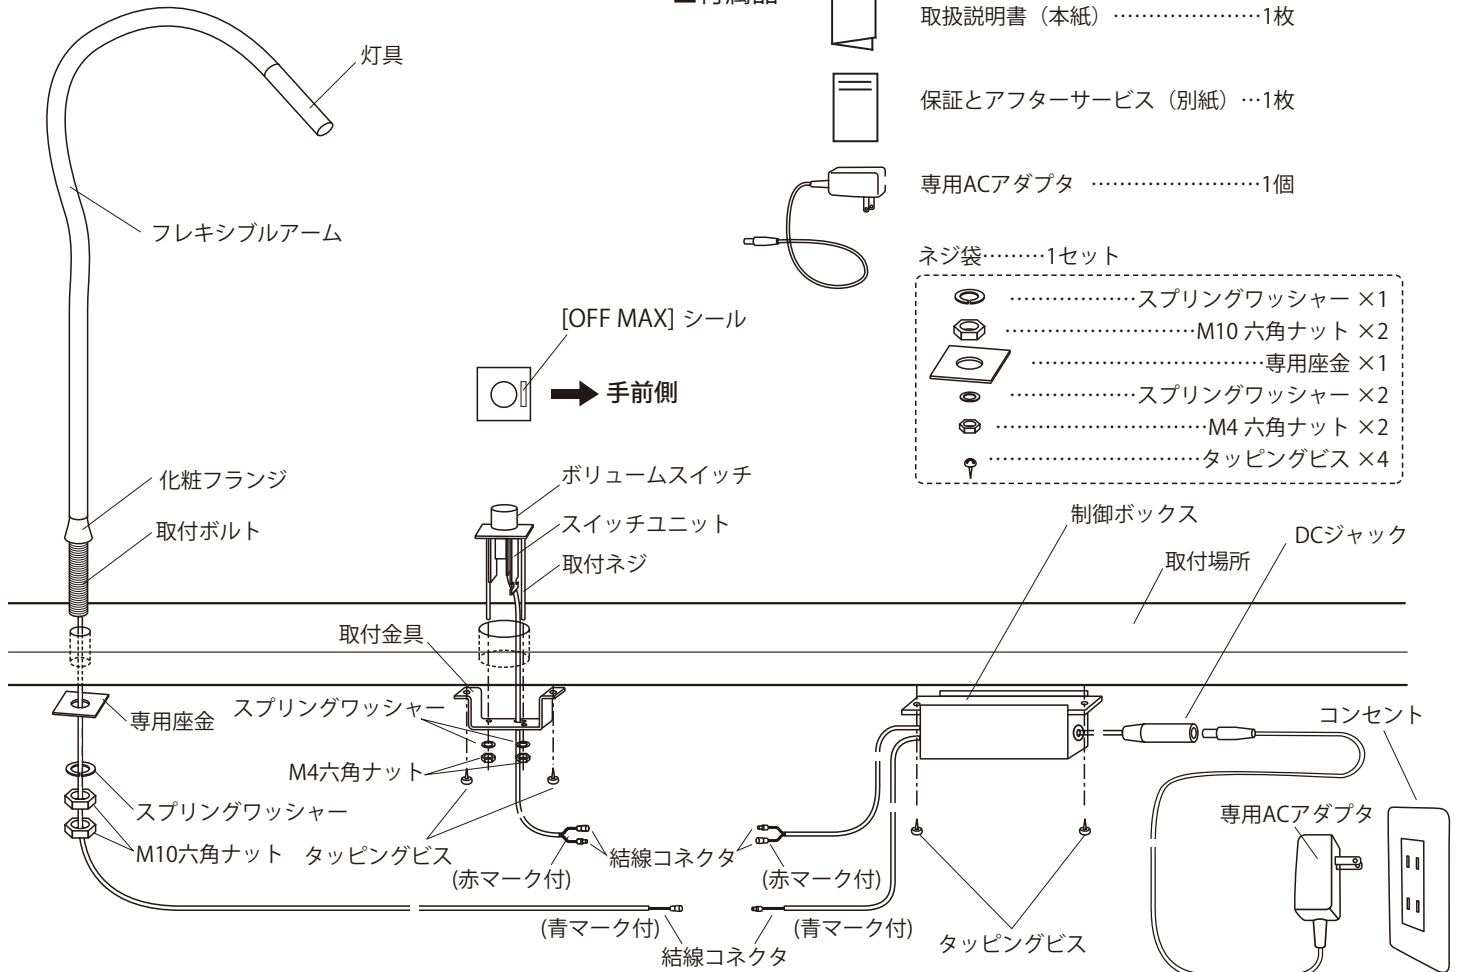 ■付属品
取扱説明書（本紙）…………………1枚
保証とアフターサービス（別紙）…1枚
専用ACアダプタ ……………………1個
ネジ袋………1セット
………………スプリングワッシャー ×1
………………………M10 六角ナット ×2
……………………………専用座金 ×1
………………スプリングワッシャー ×2
…………………………M4 六角ナット ×2
…………………………タッピングビス ×4
灯具
フレキシブルアーム
[OFF MAX] シール
手前側
化粧フランジ
取付ボルト
ボリュームスイッチ
スイッチユニット
取付ネジ
制御ボックス
DCジャック
取付場所
取付金具
専用座金
スプリングワッシャー
コンセント
M4六角ナット
スプリングワッシャー
専用ACアダプタ
M10六角ナット
タッピングビス
結線コネクタ
(赤マーク付)
(赤マーク付)
(青マーク付)
(青マーク付)
結線コネクタ
タッピングビス